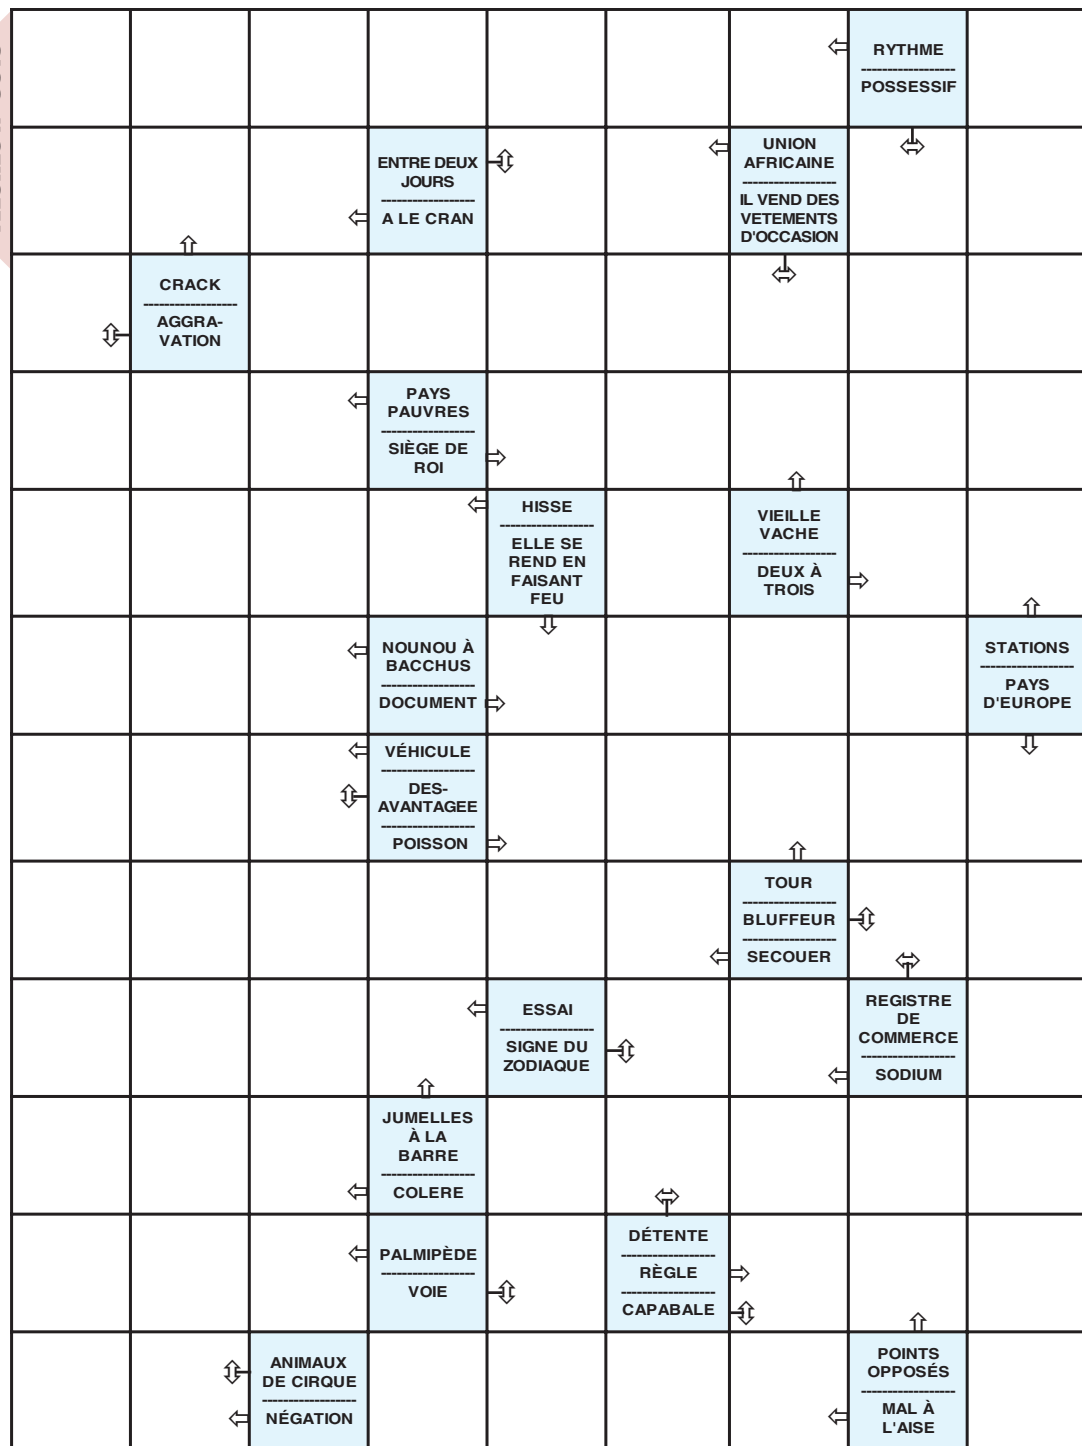 RYTHME
POSSESSIF
ENTRE DEUX
JOURS
A LE CRAN
UNION
AFRICAINE
IL VEND DES
VETEMENTS
D'OCCASION
CRACK
AGGRA-
VATION
PAYS
PAUVRES
SIÈGE DE
ROI
HISSE
ELLE SE
REND EN
FAISANT
FEU
VIEILLE
VACHE
DEUX À
TROIS
NOUNOU À
BACCHUS
DOCUMENT
STATIONS
PAYS
D'EUROPE
VÉHICULE
DES-
AVANTAGEE
POISSON
TOUR
BLUFFEUR
SECOUER
ESSAI
SIGNE DU
ZODIAQUE
REGISTRE
DE
COMMERCE
SODIUM
JUMELLES
À LA
BARRE
COLERE
PALMIPÈDE
VOIE
DÉTENTE
RÈGLE
CAPABALE
ANIMAUX
DE CIRQUE
NÉGATION
POINTS
OPPOSÉS
MAL À
L'AISE